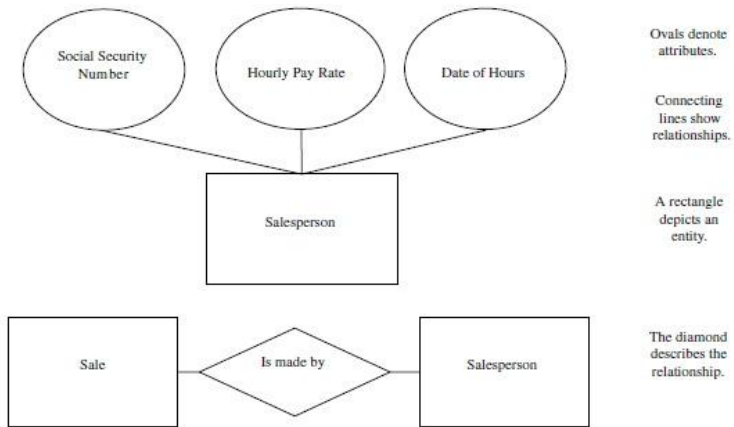 Social Security
Number
Hourly Pay Rate
Date of Hours
Ovals denote
attributes.
Connecting
lines show
relationships.
Salesperson
A rectangle
depicts an
entity.
Sale
Is made by
Salesperson
The diamond
describes the
relationship.